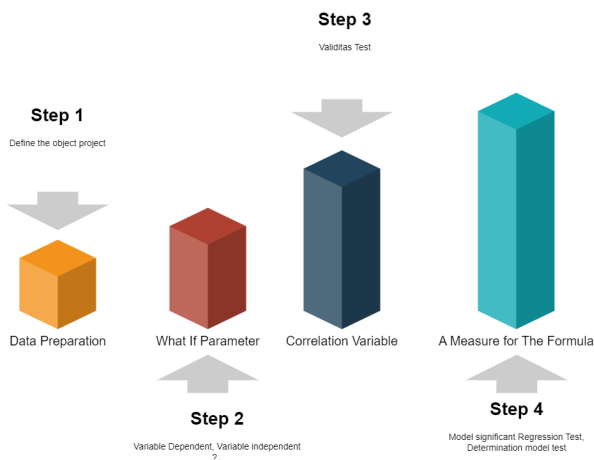 Step 3
Validitas Test
Step 1
Define the object project
Data Preparation
What If Parameter
Correlation Variable
A Measure for The Formula
Step 2
Variable Dependent, Variable independent
?
Step 4
Model significant Regression Test,
Determination model test